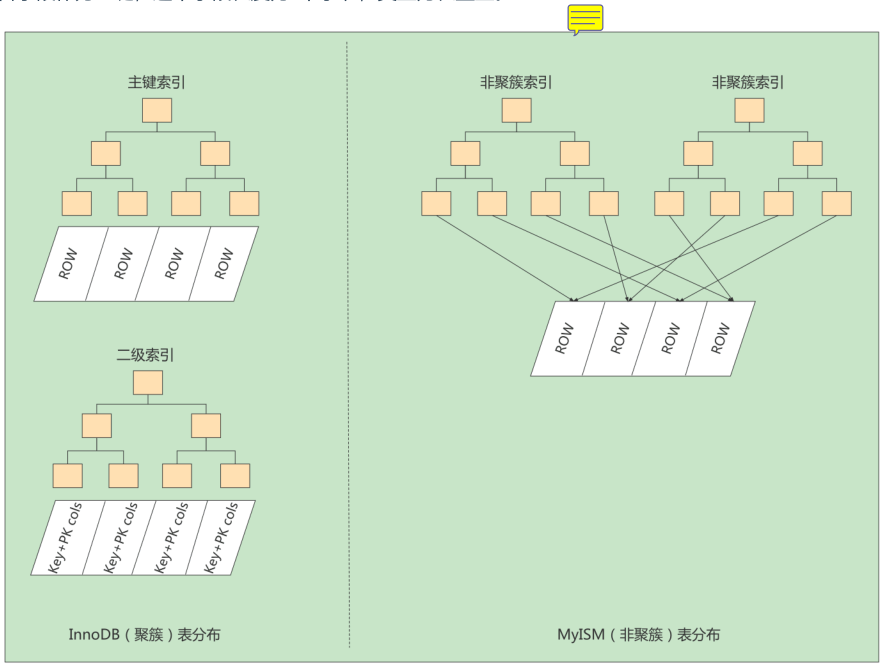 主键索引
ROW ROW ROW ROW
二级索引
Key+PK cols Key+PK cols Key+PK cols Key+PK cols
InnoDB（聚簇）表分布
非聚簇索引 非聚簇索引
ROW ROW ROW ROW
MyISM（非聚簇）表分布